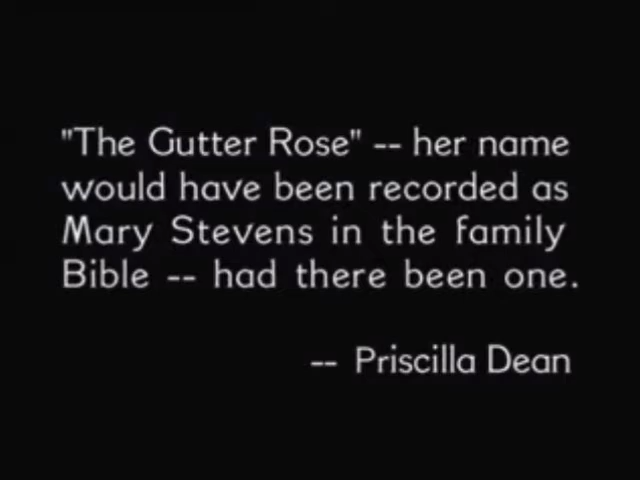 "The Gutter Rose" -- her name
would have been recorded as
Mary Stevens in the family
Bible -- had there been one.
-- Priscilla Dean